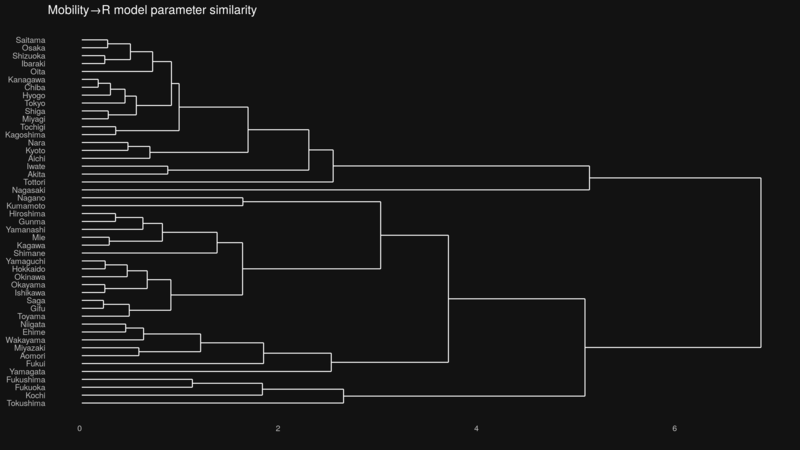 Mobility→R model parameter similarity
Saitama
Osaka
Shizuoka
Ibaraki
Oita
Kanagawa
Chiba
Hyogo
Tokyo
Shiga
Miyagi
Tochigi
Kagoshima
Nara
Kyoto
Aichi
Iwate
Akita
Tottori
Nagasaki
Nagano
Kumamoto
Hiroshima
Gunma
Yamanashi
Mie
Kagawa
Shimane
Yamaguchi
Hokkaido
Okinawa
Okayama
Ishikawa
Saga
Gifu
Toyama
Niigata
Ehime
Wakayama
Miyazaki
Aomori
Fukui
Yamagata
Fukushima
Fukuoka
Kochi
Tokushima
0 2 4 6